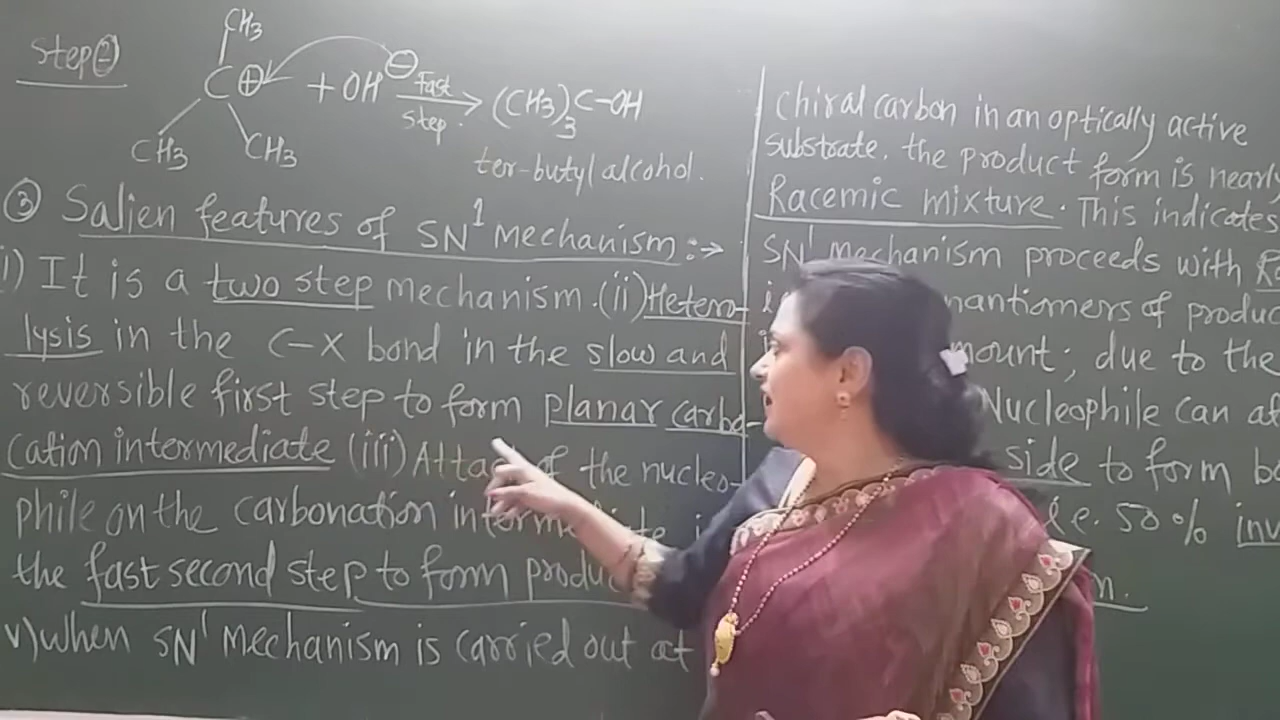 Step②
CH3
C⊕ + OH⊖ Fast step. → (CH3)3 C-OH
CH3 CH3
ter-butyl alcohol.
③ Salien features of SN1 Mechanism :→
i) It is a two step mechanism. (ii) Hetero-
lysis in the C-X bond in the slow and
reversible first step to form planar carbo-
cation intermediate (iii) Attac of the nucleo-
phile on the carbonation intermediate i
the fast second step to form produ
v) When SN1 Mechanism is carried out at
chiral carbon in an optically active
substrate. the product form is nearly
Racemic mixture. This indicates
SN1 mechanism proceeds with
nantiomers of produc
mount; due to the
Nucleophile can at
side to form bo
i.e. 50% inv
n.